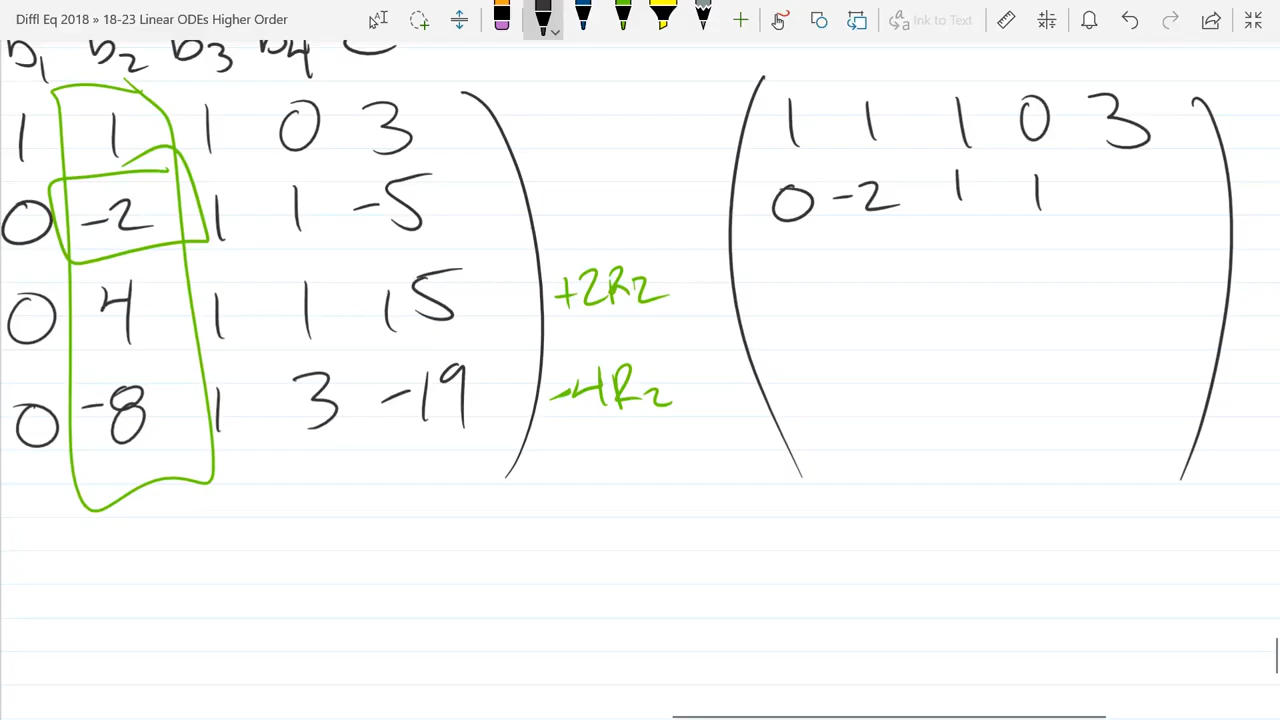 Diffl Eq 2018 » 18-23 Linear ODEs Higher Order
Ink to Text
b1 b2 b3 b4 C
1 1 1 0 3
0 -2 1 1 -5
0 4 1 1 15 +2R2
0 -8 1 3 -19 -4R2
1 1 1 0 3
0 -2 1 1